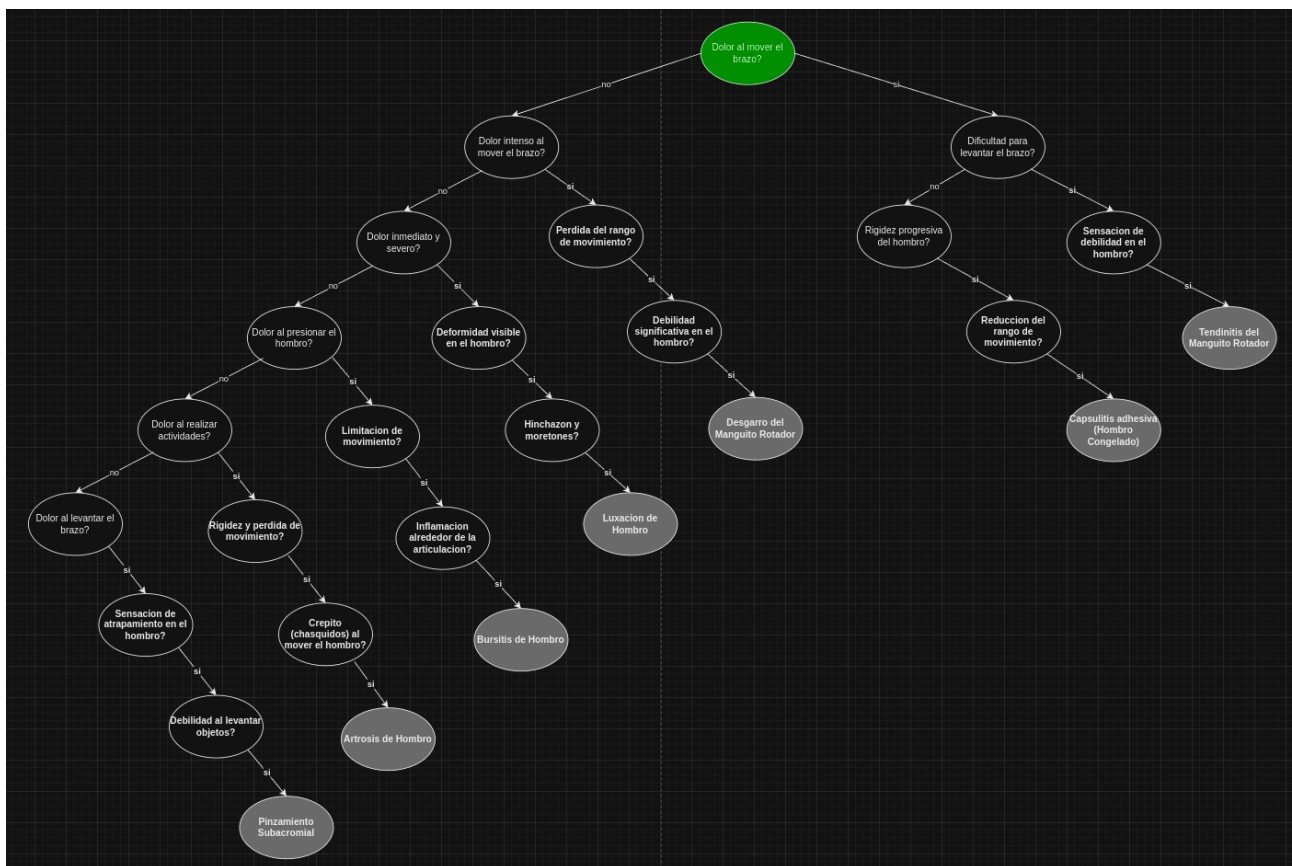 Dolor al mover el
brazo?
no
si
Dolor intenso al
mover el brazo?
Dificultad para
levantar el brazo?
no
si
no
si
Dolor inmediato y
severo?
Perdida del rango
de movimiento?
Rigidez progresiva
del hombro?
Sensacion de
debilidad en el
hombro?
no
si
si
si
si
Dolor al presionar el
hombro?
Deformidad visible
en el hombro?
Debilidad
significativa en el
hombro?
Reduccion del
rango de
movimiento?
Tendinitis del
Manguito Rotador
no
si
si
si
si
Dolor al realizar
actividades?
Limitacion de
movimiento?
Hinchazon y
moretones?
Desgarro del
Manguito Rotador
Capsulitis adhesiva
(Hombro
Congelado)
no
si
si
si
Dolor al levantar el
brazo?
Rigidez y perdida de
movimiento?
Inflamacion
alrededor de la
articulacion?
Luxacion de
Hombro
si
si
si
Sensacion de
atrapamiento en el
hombro?
Crepito
(chasquidos) al
mover el hombro?
Bursitis de Hombro
si
si
Debilidad al levantar
objetos?
Artrosis de Hombro
si
Pinzamiento
Subacromial